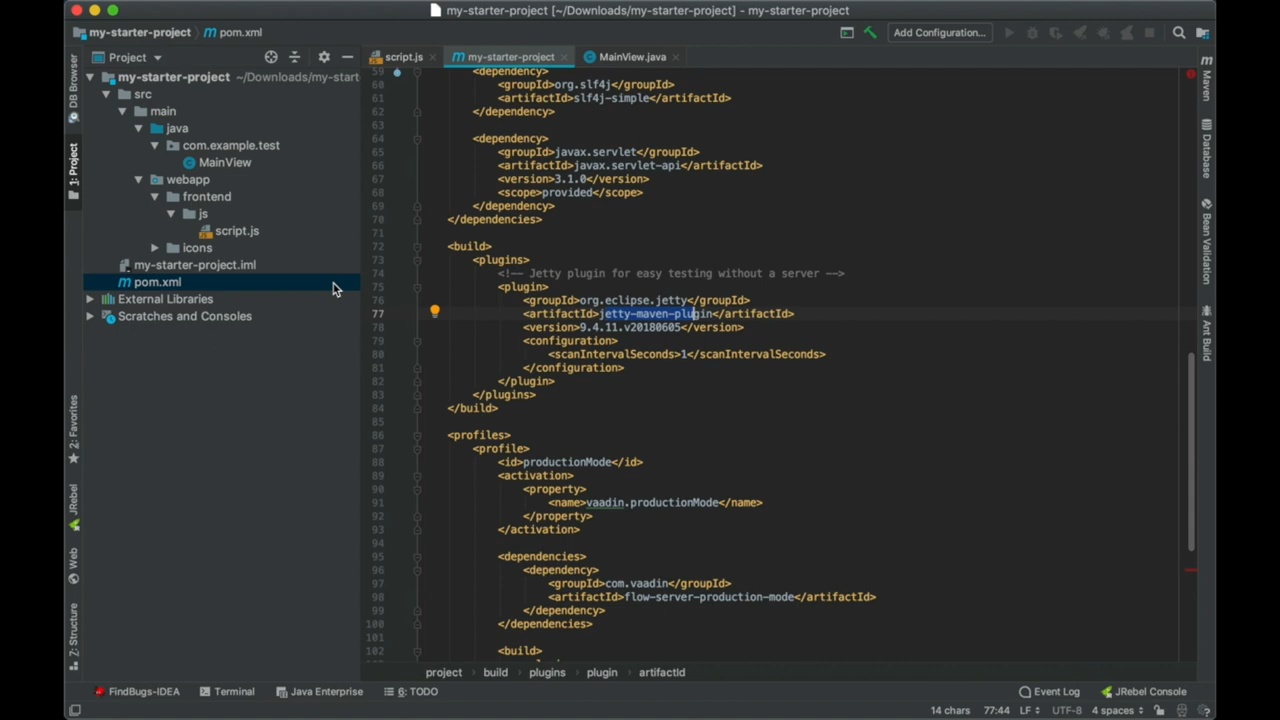 my-starter-project [~/Downloads/my-starter-project] - my-starter-project
my-starter-project
pom.xml
Add Configuration...
Project
script.js
my-starter-project
MainView.java
my-starter-project ~/Downloads/my-start
src
main
java
com.example.test
MainView
webapp
frontend
js
script.js
icons
my-starter-project.iml
pom.xml
External Libraries
Scratches and Consoles
DB Browser
1: Project
2: Favorites
JRebel
Web
Z: Structure
59 <dependency>
60 <groupId>org.slf4j</groupId>
61 <artifactId>slf4j-simple</artifactId>
62 </dependency>
63
64 <dependency>
65 <groupId>javax.servlet</groupId>
66 <artifactId>javax.servlet-api</artifactId>
67 <version>3.1.0</version>
68 <scope>provided</scope>
69 </dependency>
70 </dependencies>
71
72 <build>
73 <plugins>
74 <!-- Jetty plugin for easy testing without a server -->
75 <plugin>
76 <groupId>org.eclipse.jetty</groupId>
77 <artifactId>jetty-maven-plugin</artifactId>
78 <version>9.4.11.v20180605</version>
79 <configuration>
80 <scanIntervalSeconds>1</scanIntervalSeconds>
81 </configuration>
82 </plugin>
83 </plugins>
84 </build>
85
86 <profiles>
87 <profile>
88 <id>productionMode</id>
89 <activation>
90 <property>
91 <name>vaadin.productionMode</name>
92 </property>
93 </activation>
94
95 <dependencies>
96 <dependency>
97 <groupId>com.vaadin</groupId>
98 <artifactId>flow-server-production-mode</artifactId>
99 </dependency>
100 </dependencies>
101
102 <build>
Maven
Database
Bean Validation
Ant Build
project
build
plugins
plugin
artifactId
FindBugs-IDEA
Terminal
Java Enterprise
6: TODO
Event Log
JRebel Console
14 chars
77:44
LF
UTF-8
4 spaces